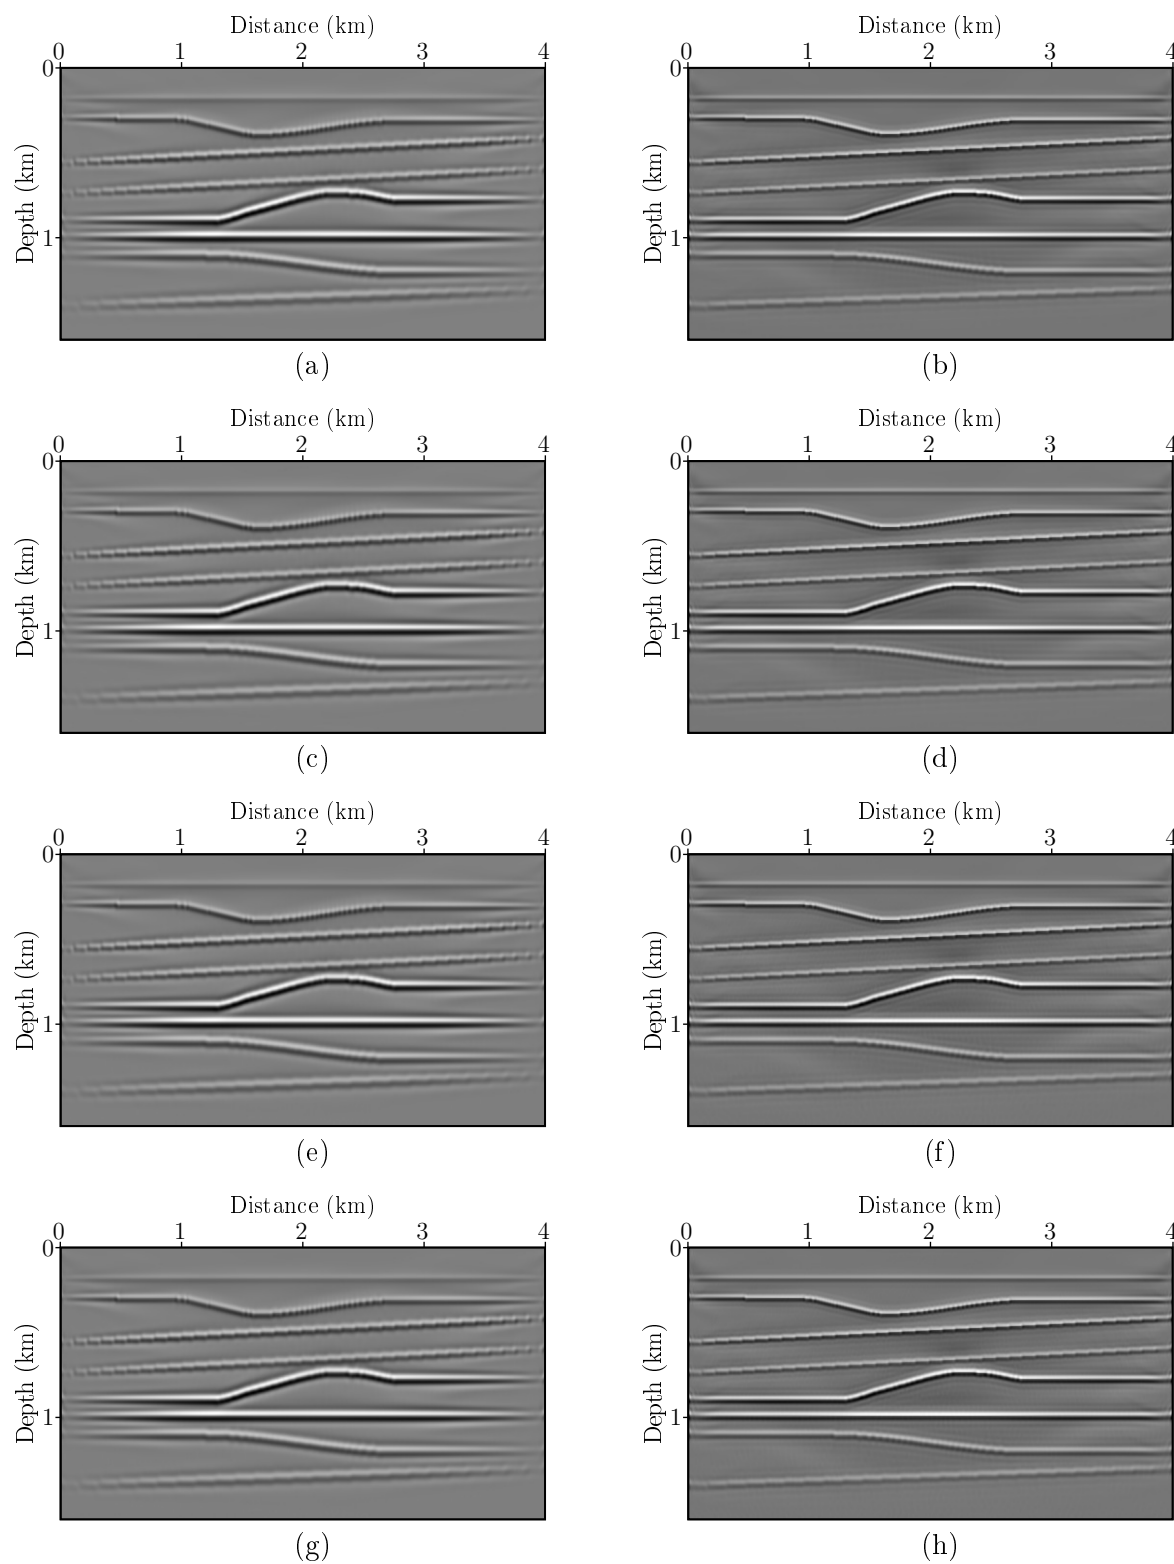 Distance (km)
0 1 2 3 4
0
Depth (km)
1
(a)
Distance (km)
0 1 2 3 4
0
Depth (km)
1
(b)
Distance (km)
0 1 2 3 4
0
Depth (km)
1
(c)
Distance (km)
0 1 2 3 4
0
Depth (km)
1
(d)
Distance (km)
0 1 2 3 4
0
Depth (km)
1
(e)
Distance (km)
0 1 2 3 4
0
Depth (km)
1
(f)
Distance (km)
0 1 2 3 4
0
Depth (km)
1
(g)
Distance (km)
0 1 2 3 4
0
Depth (km)
1
(h)